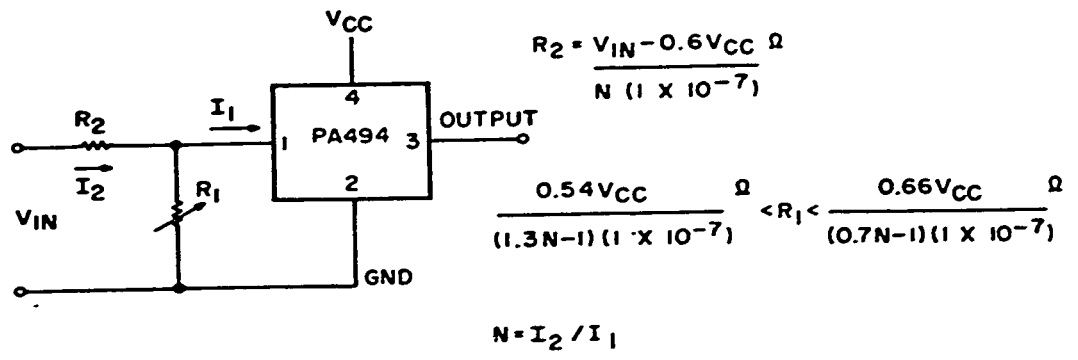 VCC
R2 = VIN-0.6VCC Ω
N (1 X 10-7)
4
I1
R2
1 PA494 3
OUTPUT
2
I2
R1
VIN
0.54VCC Ω < R1 < 0.66VCC Ω
(1.3N-1)(1 X 10-7) (0.7N-1)(1 X 10-7)
GND
N = I2 / I1